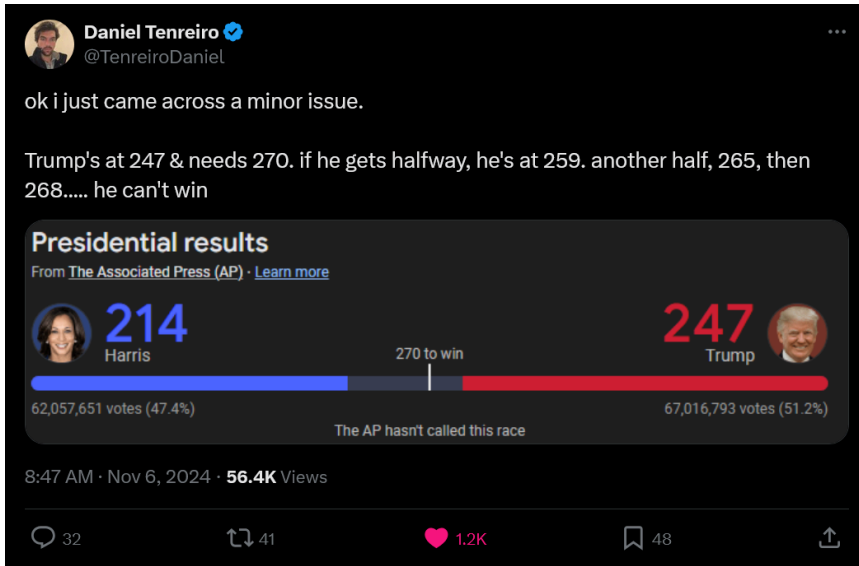 Daniel Tenreiro
@TenreiroDaniel
ok i just came across a minor issue.
Trump's at 247 & needs 270. if he gets halfway, he's at 259. another half, 265, then
268..... he can't win
Presidential results
From The Associated Press (AP) · Learn more
214
Harris
270 to win
247
Trump
62,057,651 votes (47.4%)
67,016,793 votes (51.2%)
The AP hasn't called this race
8:47 AM · Nov 6, 2024 · 56.4K Views
32
41
1.2K
48